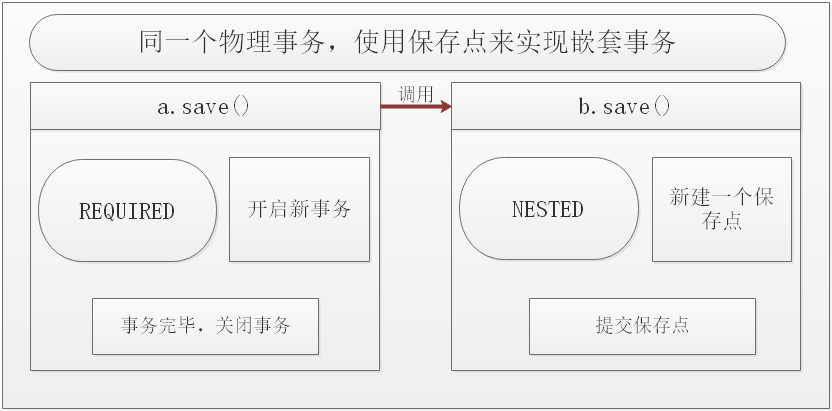 同一个物理事务，使用保存点来实现嵌套事务
a.save()
调用
b.save()
REQUIRED
开启新事务
NESTED
新建一个保
存点
事务完毕，关闭事务
提交保存点